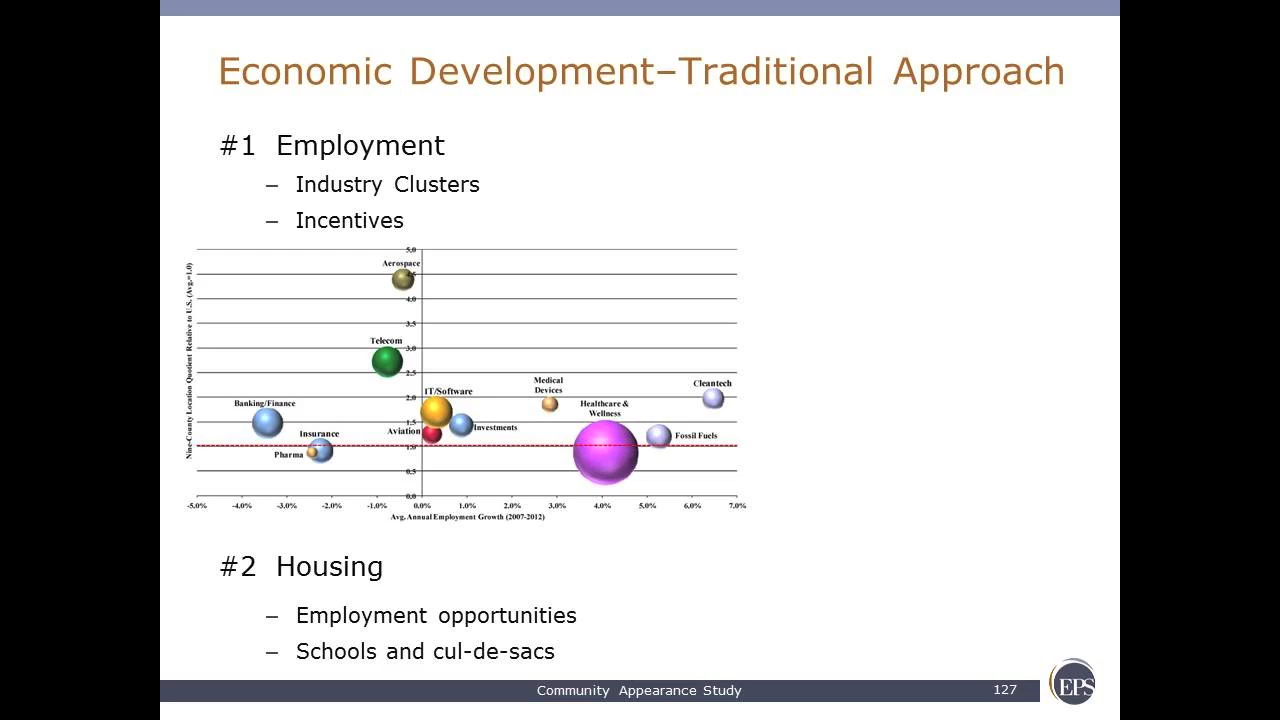 Economic Development–Traditional Approach
#1 Employment
– Industry Clusters
– Incentives
Nine-County Location Quotient Relative to U.S. (Avg.=1.0)
5.0
4.5
4.0
3.5
3.0
2.5
2.0
1.5
1.0
0.5
0.0
Aerospace
Telecom
Medical
Devices
Cleantech
IT/Software
Banking/Finance
Healthcare &
Wellness
Investments
Aviation
Insurance
Fossil Fuels
Pharma
-5.0% -4.0% -3.0% -2.0% -1.0% 0.0% 1.0% 2.0% 3.0% 4.0% 5.0% 6.0% 7.0%
Avg. Annual Employment Growth (2007-2012)
#2 Housing
– Employment opportunities
– Schools and cul-de-sacs
Community Appearance Study
127
EPS